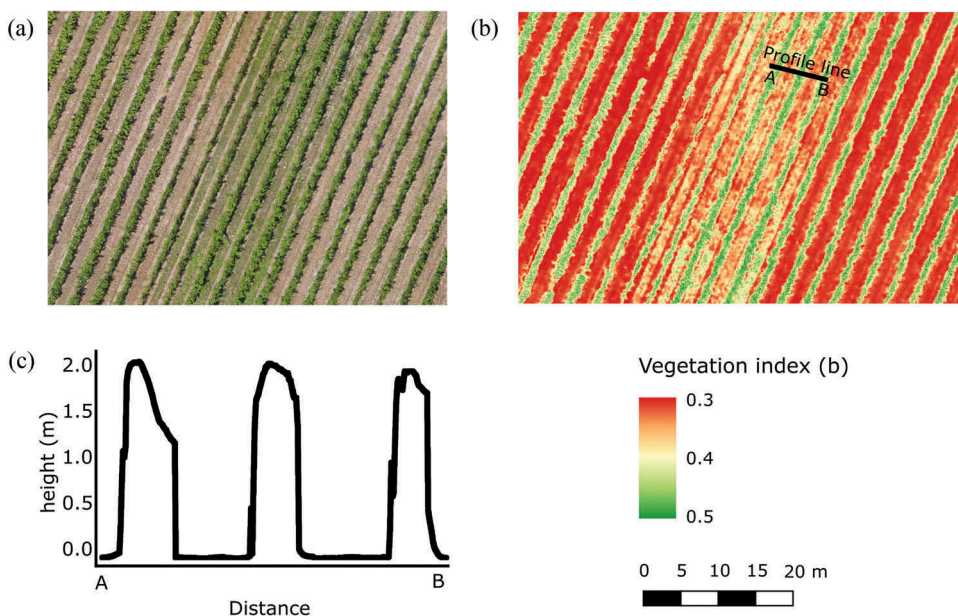 (a)
(b)
Profile line
A
B
(c)
2.0
1.5
1.0
0.5
0.0
height (m)
A
B
Distance
Vegetation index (b)
0.3
0.4
0.5
0 5 10 15 20 m